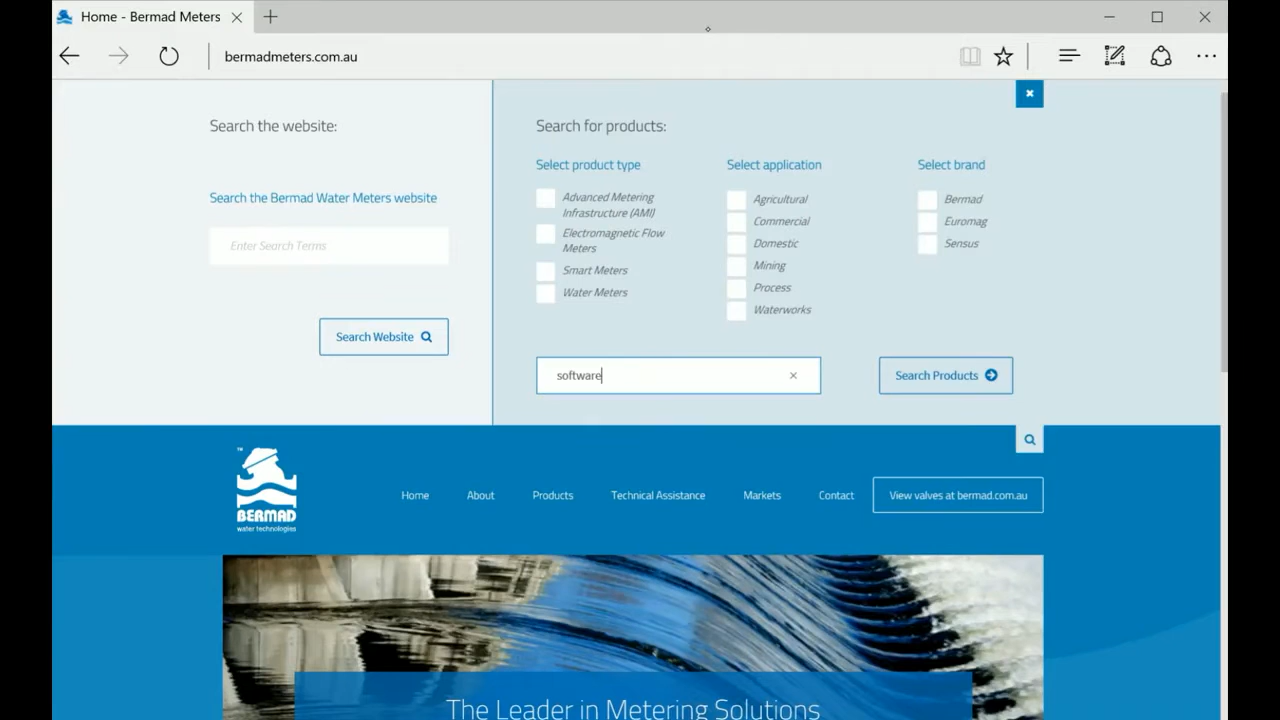 Home - Bermad Meters
bermadmeters.com.au
Search the website:
Search the Bermad Water Meters website
Enter Search Terms
Search Website
Search for products:
Select product type
Advanced Metering
Infrastructure (AMI)
Electromagnetic Flow
Meters
Smart Meters
Water Meters
Select application
Agricultural
Commercial
Domestic
Mining
Process
Waterworks
Select brand
Bermad
Euromag
Sensus
software
Search Products
TM
BERMAD
water technologies
Home
About
Products
Technical Assistance
Markets
Contact
View valves at bermad.com.au
The Leader in Metering Solutions